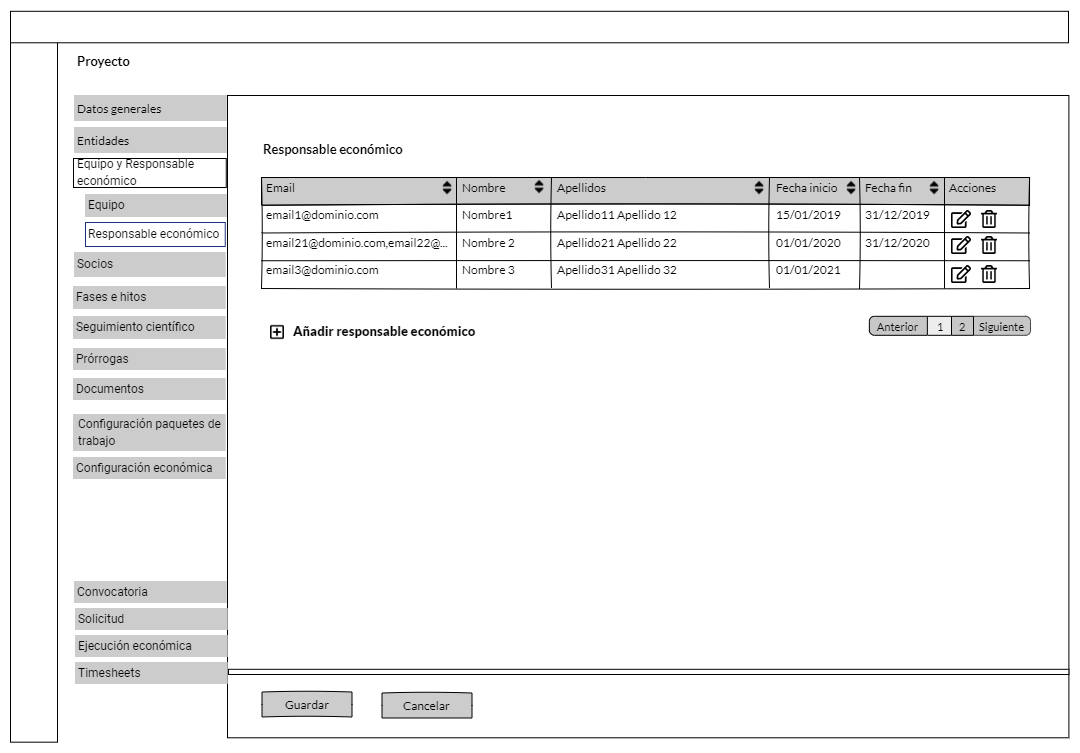 Proyecto
Datos generales
Entidades
Equipo y Responsable
económico
Equipo
Responsable económico
Socios
Fases e hitos
Seguimiento científico
Prórrogas
Documentos
Configuración paquetes de
trabajo
Configuración económica
Convocatoria
Solicitud
Ejecución económica
Timesheets
Responsable económico
Email Nombre Apellidos Fecha inicio Fecha fin Acciones
email1@dominio.com Nombre1 Apellido11 Apellido 12 15/01/2019 31/12/2019
email21@dominio.com,email22@... Nombre 2 Apellido21 Apellido 22 01/01/2020 31/12/2020
email3@dominio.com Nombre 3 Apellido31 Apellido 32 01/01/2021
Añadir responsable económico
Anterior 1 2 Siguiente
Guardar Cancelar